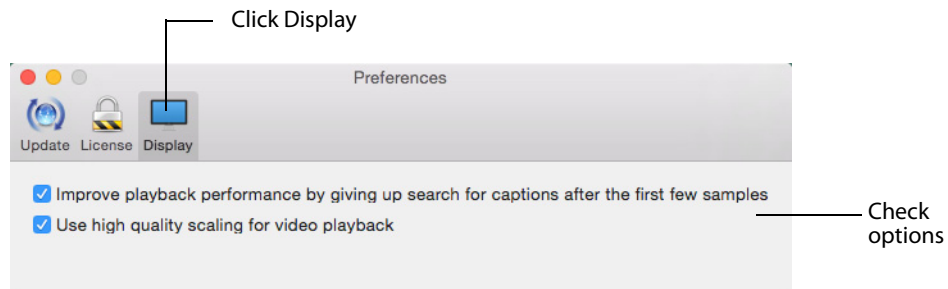 Click Display
Preferences
Update License Display
Improve playback performance by giving up search for captions after the first few samples
Use high quality scaling for video playback
Check
options